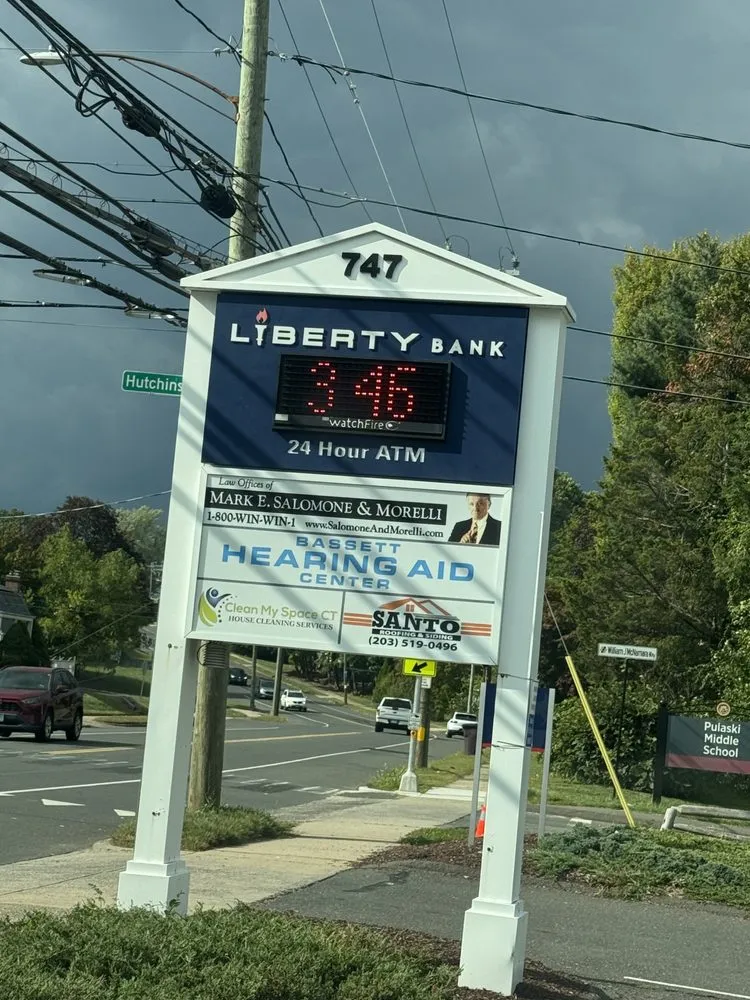 747
LIBERTY BANK
3 46
watchFire
24 Hour ATM
Hutchins
Law Offices of
MARK E. SALOMONE & MORELLI
1-800-WIN-WIN-1 www.SalomoneAndMorelli.com
BASSETT
HEARING AID
CENTER
Clean My Space CT
HOUSE CLEANING SERVICES
SANTO
ROOFING & SIDING
(203) 519-0496
William J McNamara
Pulaski
Middle
School